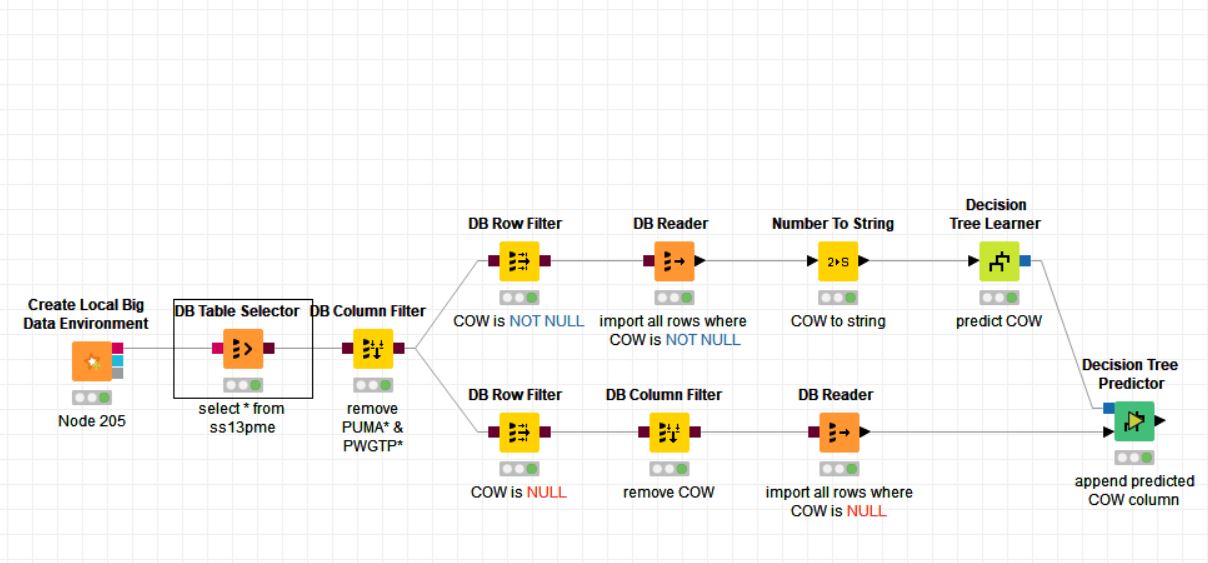 Create Local Big
Data Environment
Node 205
DB Table Selector
select * from
ss13pme
DB Column Filter
remove
PUMA* &
PWGTP*
DB Row Filter
COW is NOT NULL
DB Reader
import all rows where
COW is NOT NULL
Number To String
2▸S
COW to string
Decision
Tree Learner
predict COW
DB Row Filter
COW is NULL
DB Column Filter
remove COW
DB Reader
import all rows where
COW is NULL
Decision Tree
Predictor
append predicted
COW column